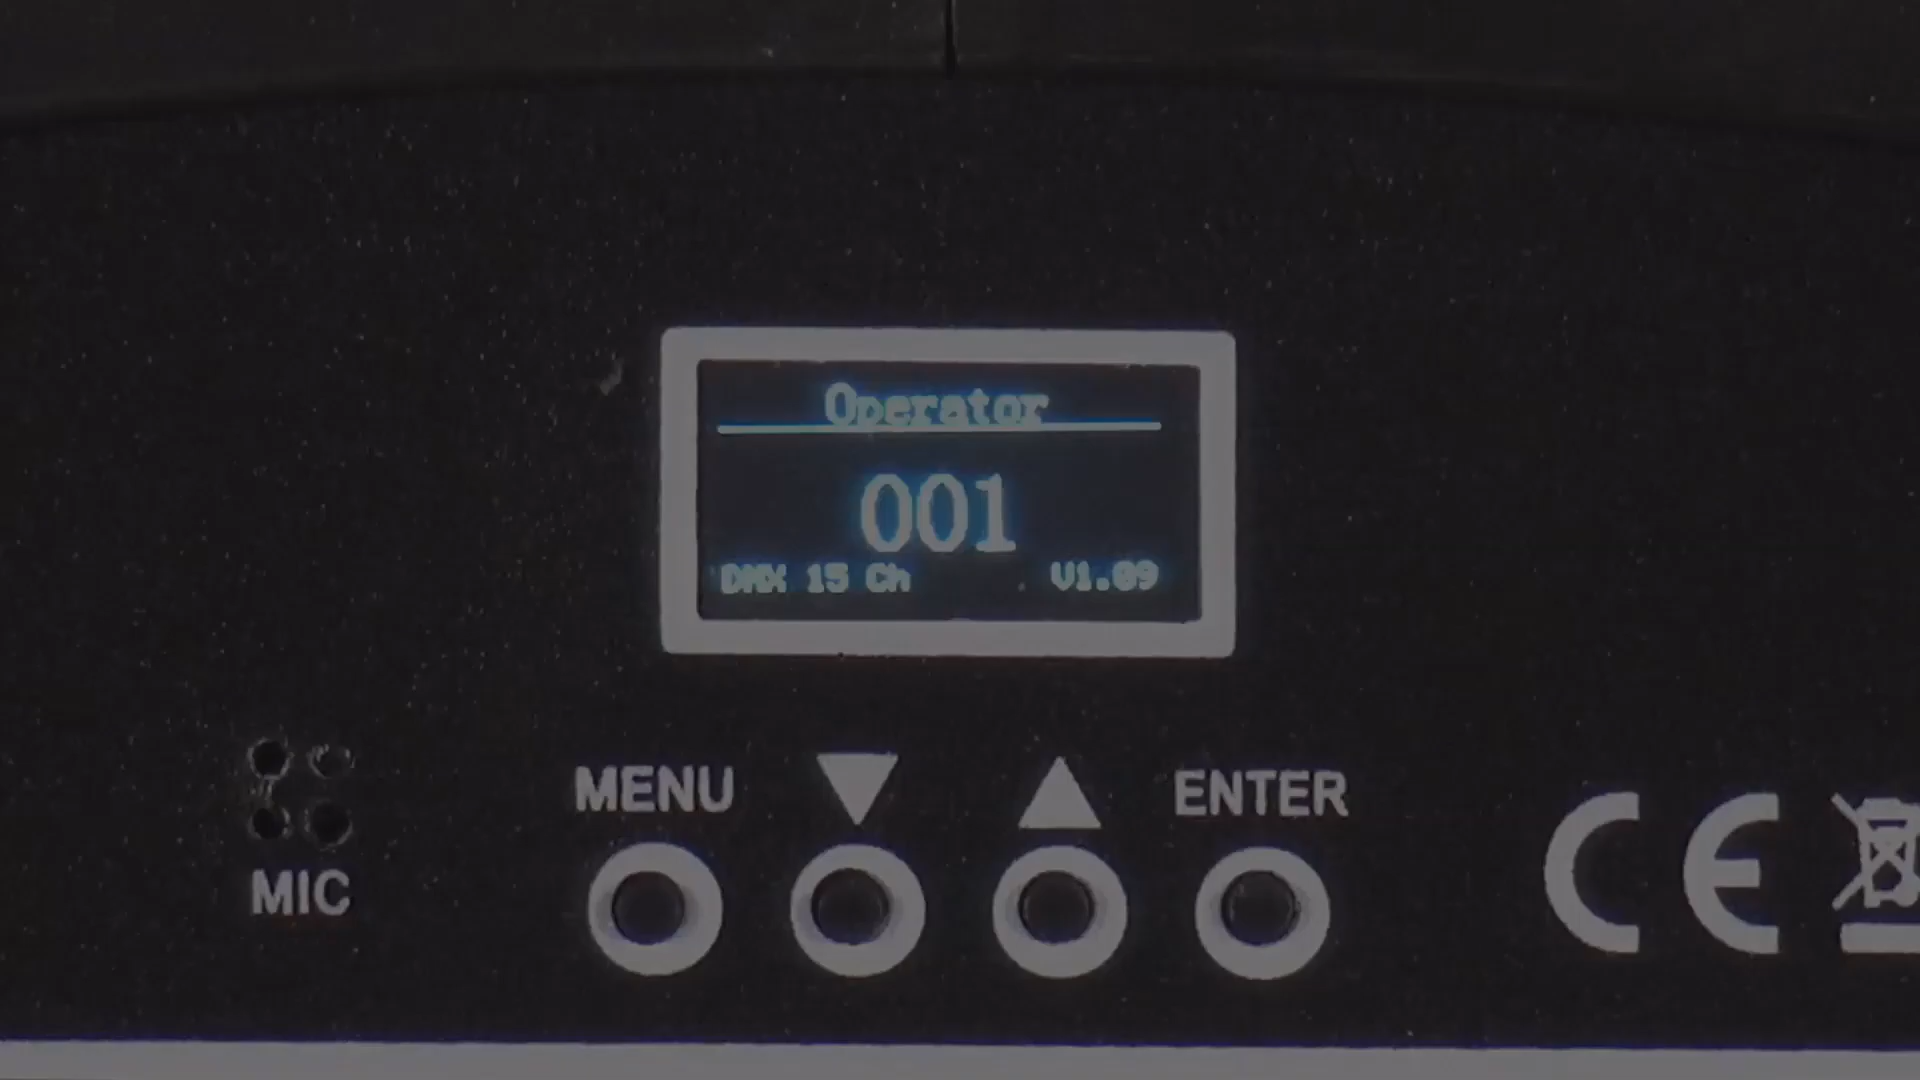 Operator
001
DMX 15 Ch V1.09
MENU ▼ ▲ ENTER
MIC
CE